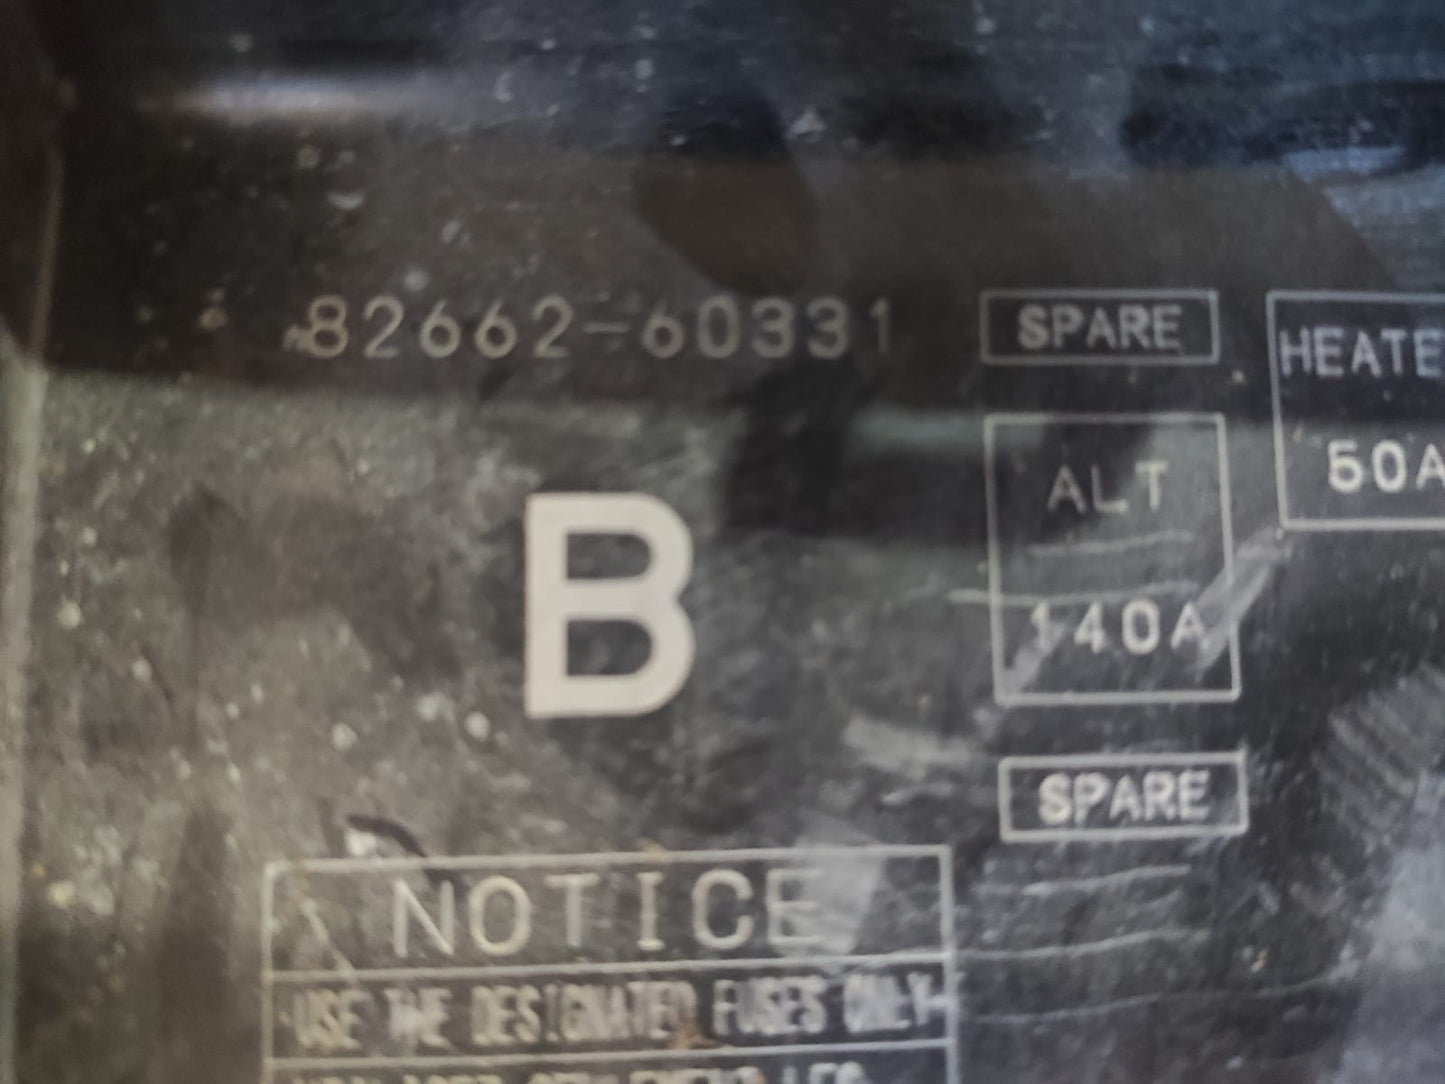 82662-60331
SPARE
HEATE
50A
ALT
140A
B
SPARE
NOTICE
USE THE DESIGNATED FUSES ONLY